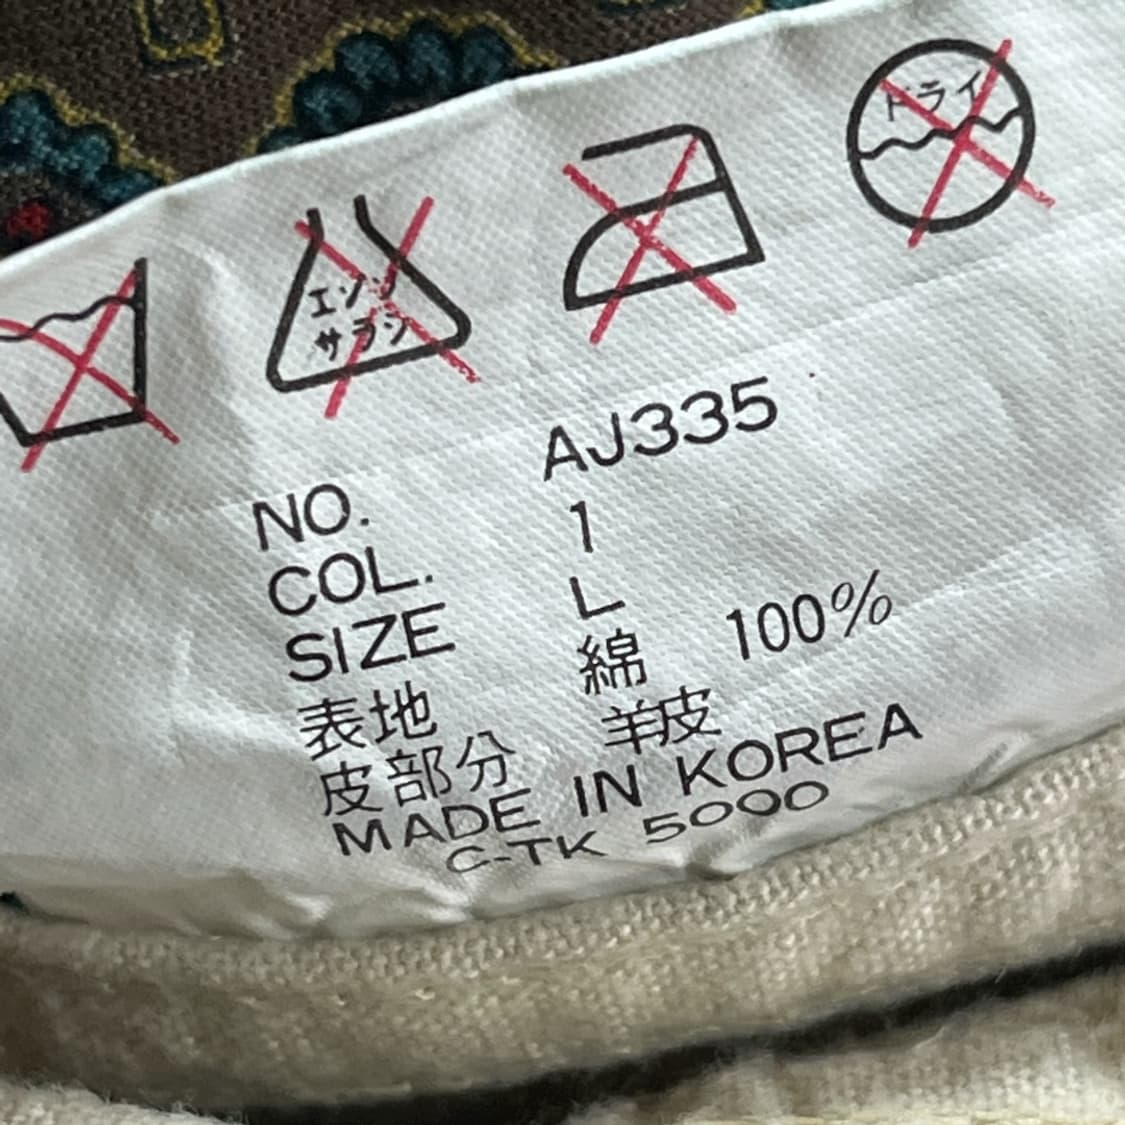 エンソ
サラシ
ドライ
NO. AJ335
COL. 1
SIZE L
表地 綿 100%
皮部分 羊皮
MADE IN KOREA
C-TK 5000